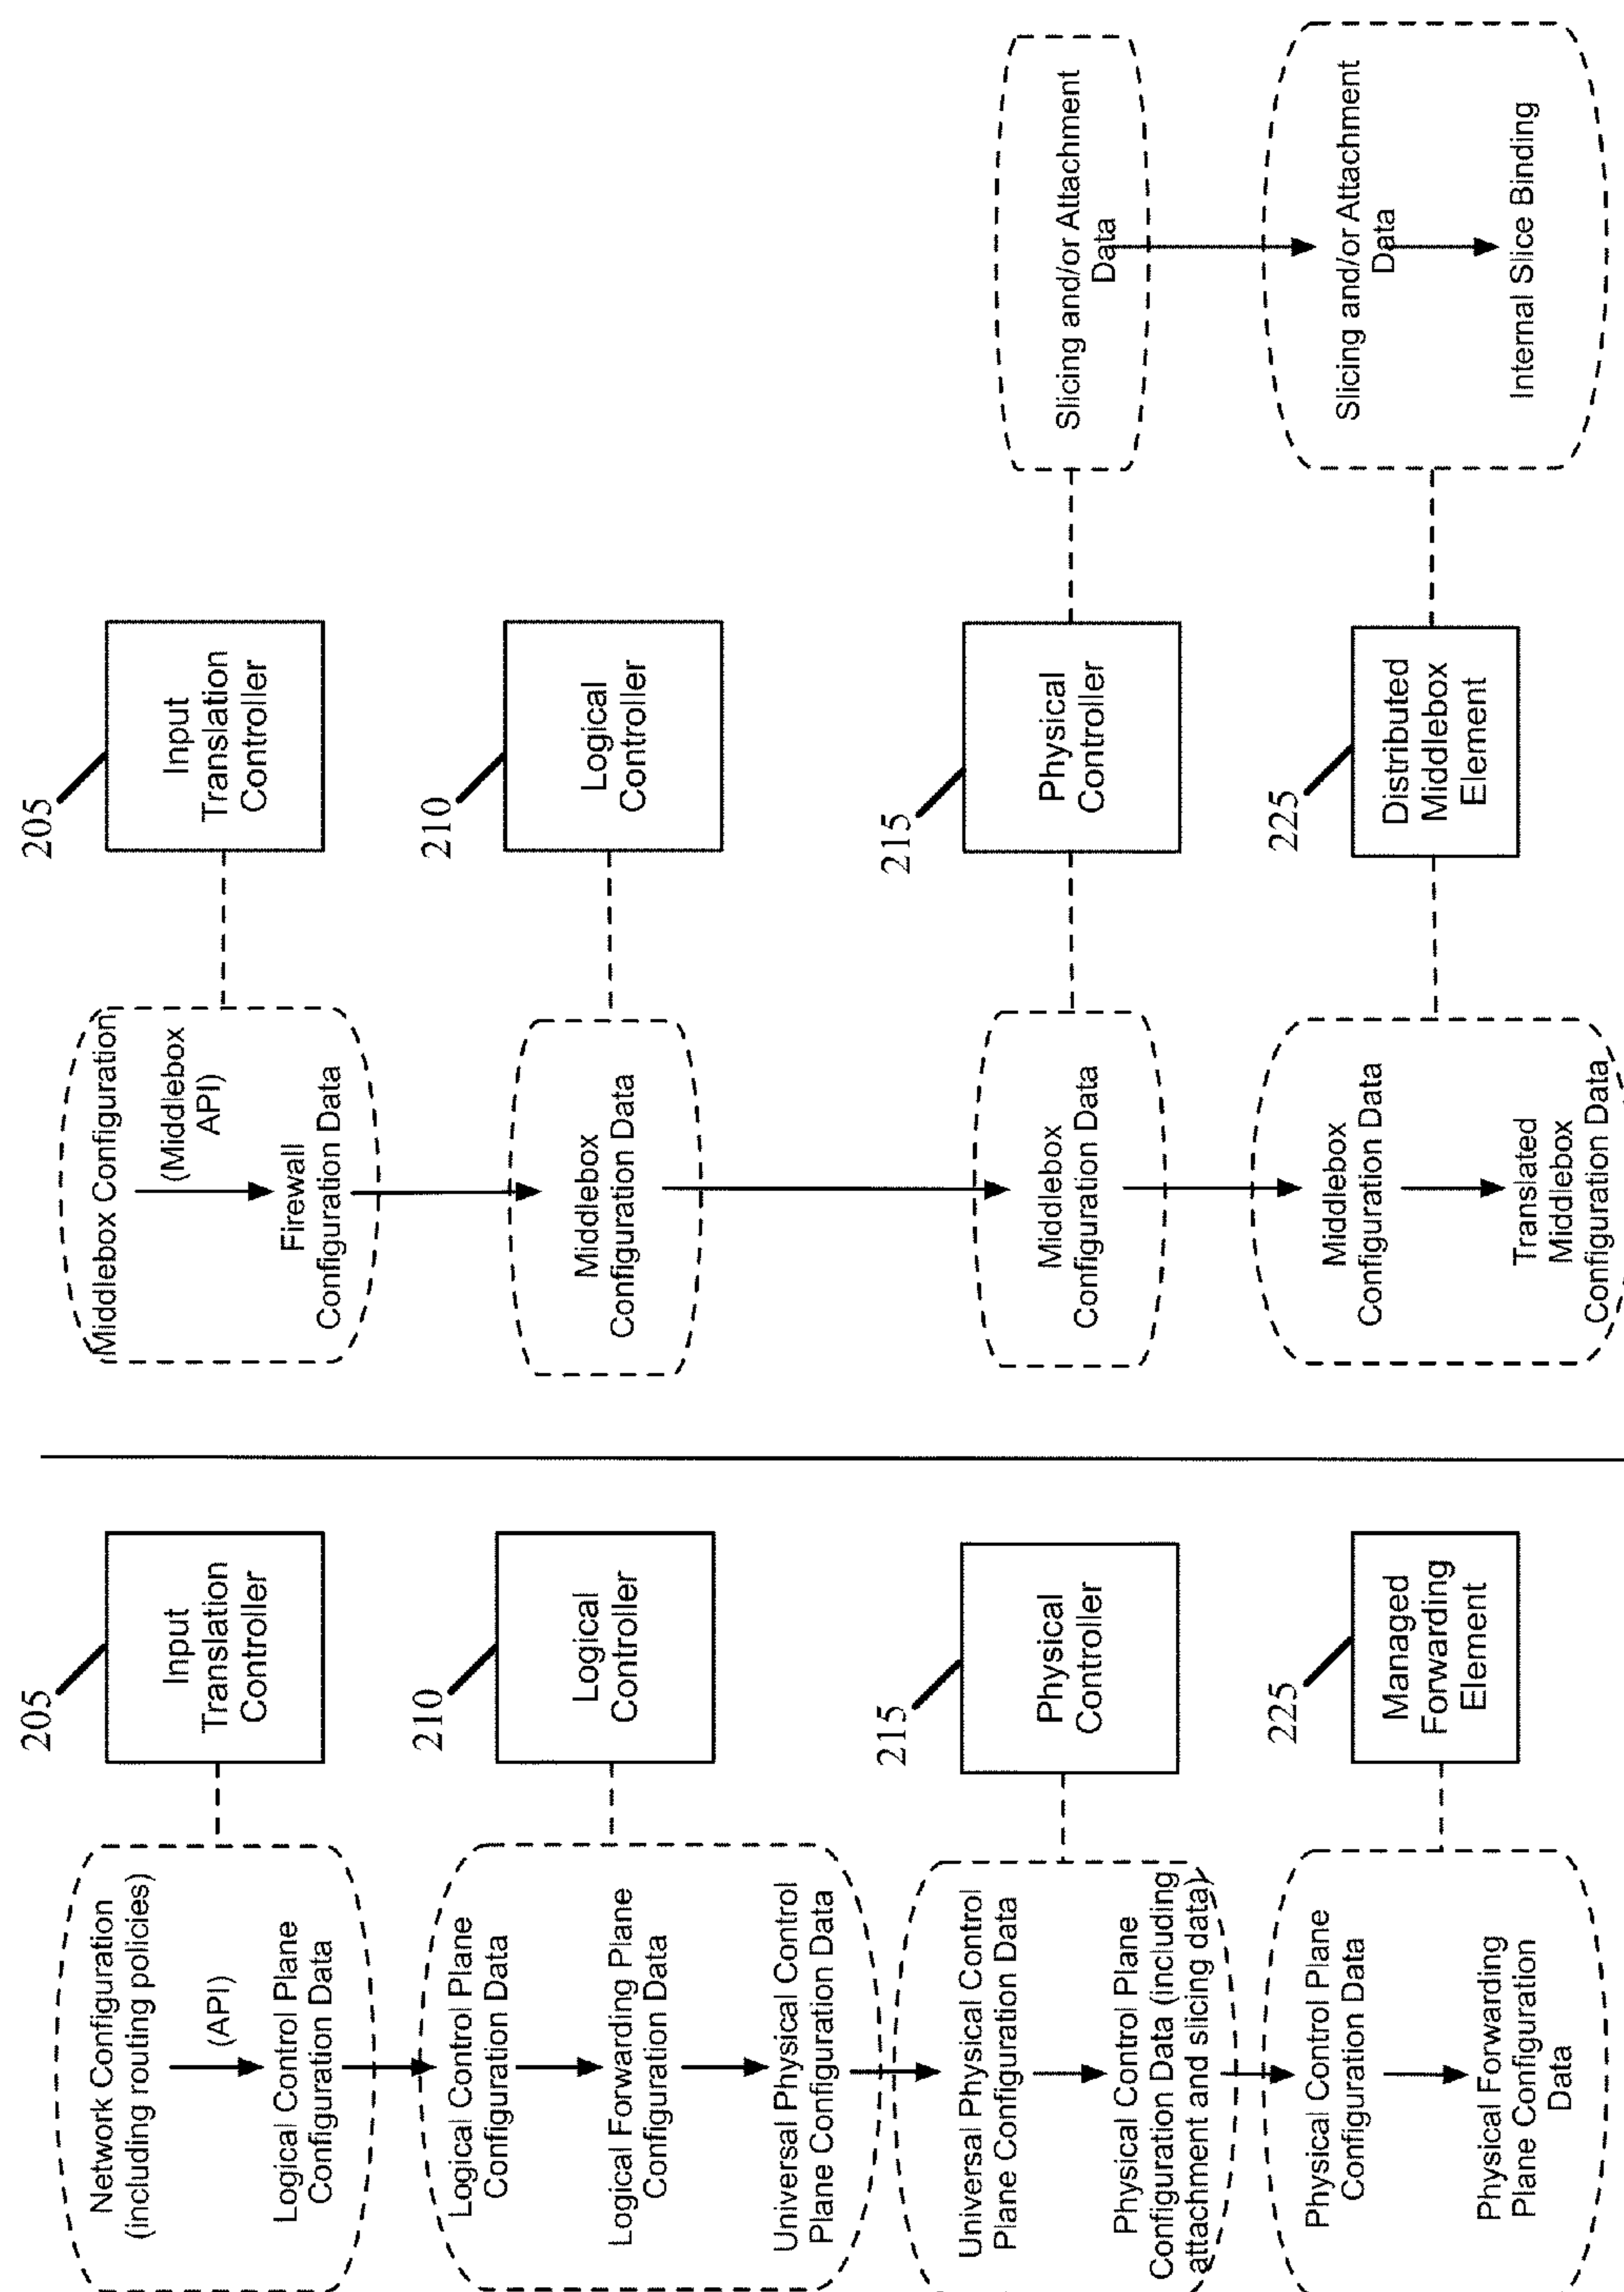 Network Configuration
(including routing policies)
(API)
Logical Control Plane
Configuration Data
205
Input
Translation
Controller
Logical Control Plane
Configuration Data
Logical Forwarding Plane
Configuration Data
Universal Physical Control
Plane Configuration Data
210
Logical
Controller
Universal Physical Control
Plane Configuration Data
Physical Control Plane
Configuration Data (including
attachment and slicing data)
215
Physical
Controller
Physical Control Plane
Configuration Data
Physical Forwarding
Plane Configuration
Data
225
Managed
Forwarding
Element
Middlebox Configuration
(Middlebox
API)
Firewall
Configuration Data
205
Input
Translation
Controller
Middlebox
Configuration Data
210
Logical
Controller
Middlebox
Configuration Data
215
Physical
Controller
Slicing and/or Attachment
Data
Middlebox
Configuration Data
Translated
Middlebox
Configuration Data
225
Distributed
Middlebox
Element
Slicing and/or Attachment
Data
Internal Slice Binding